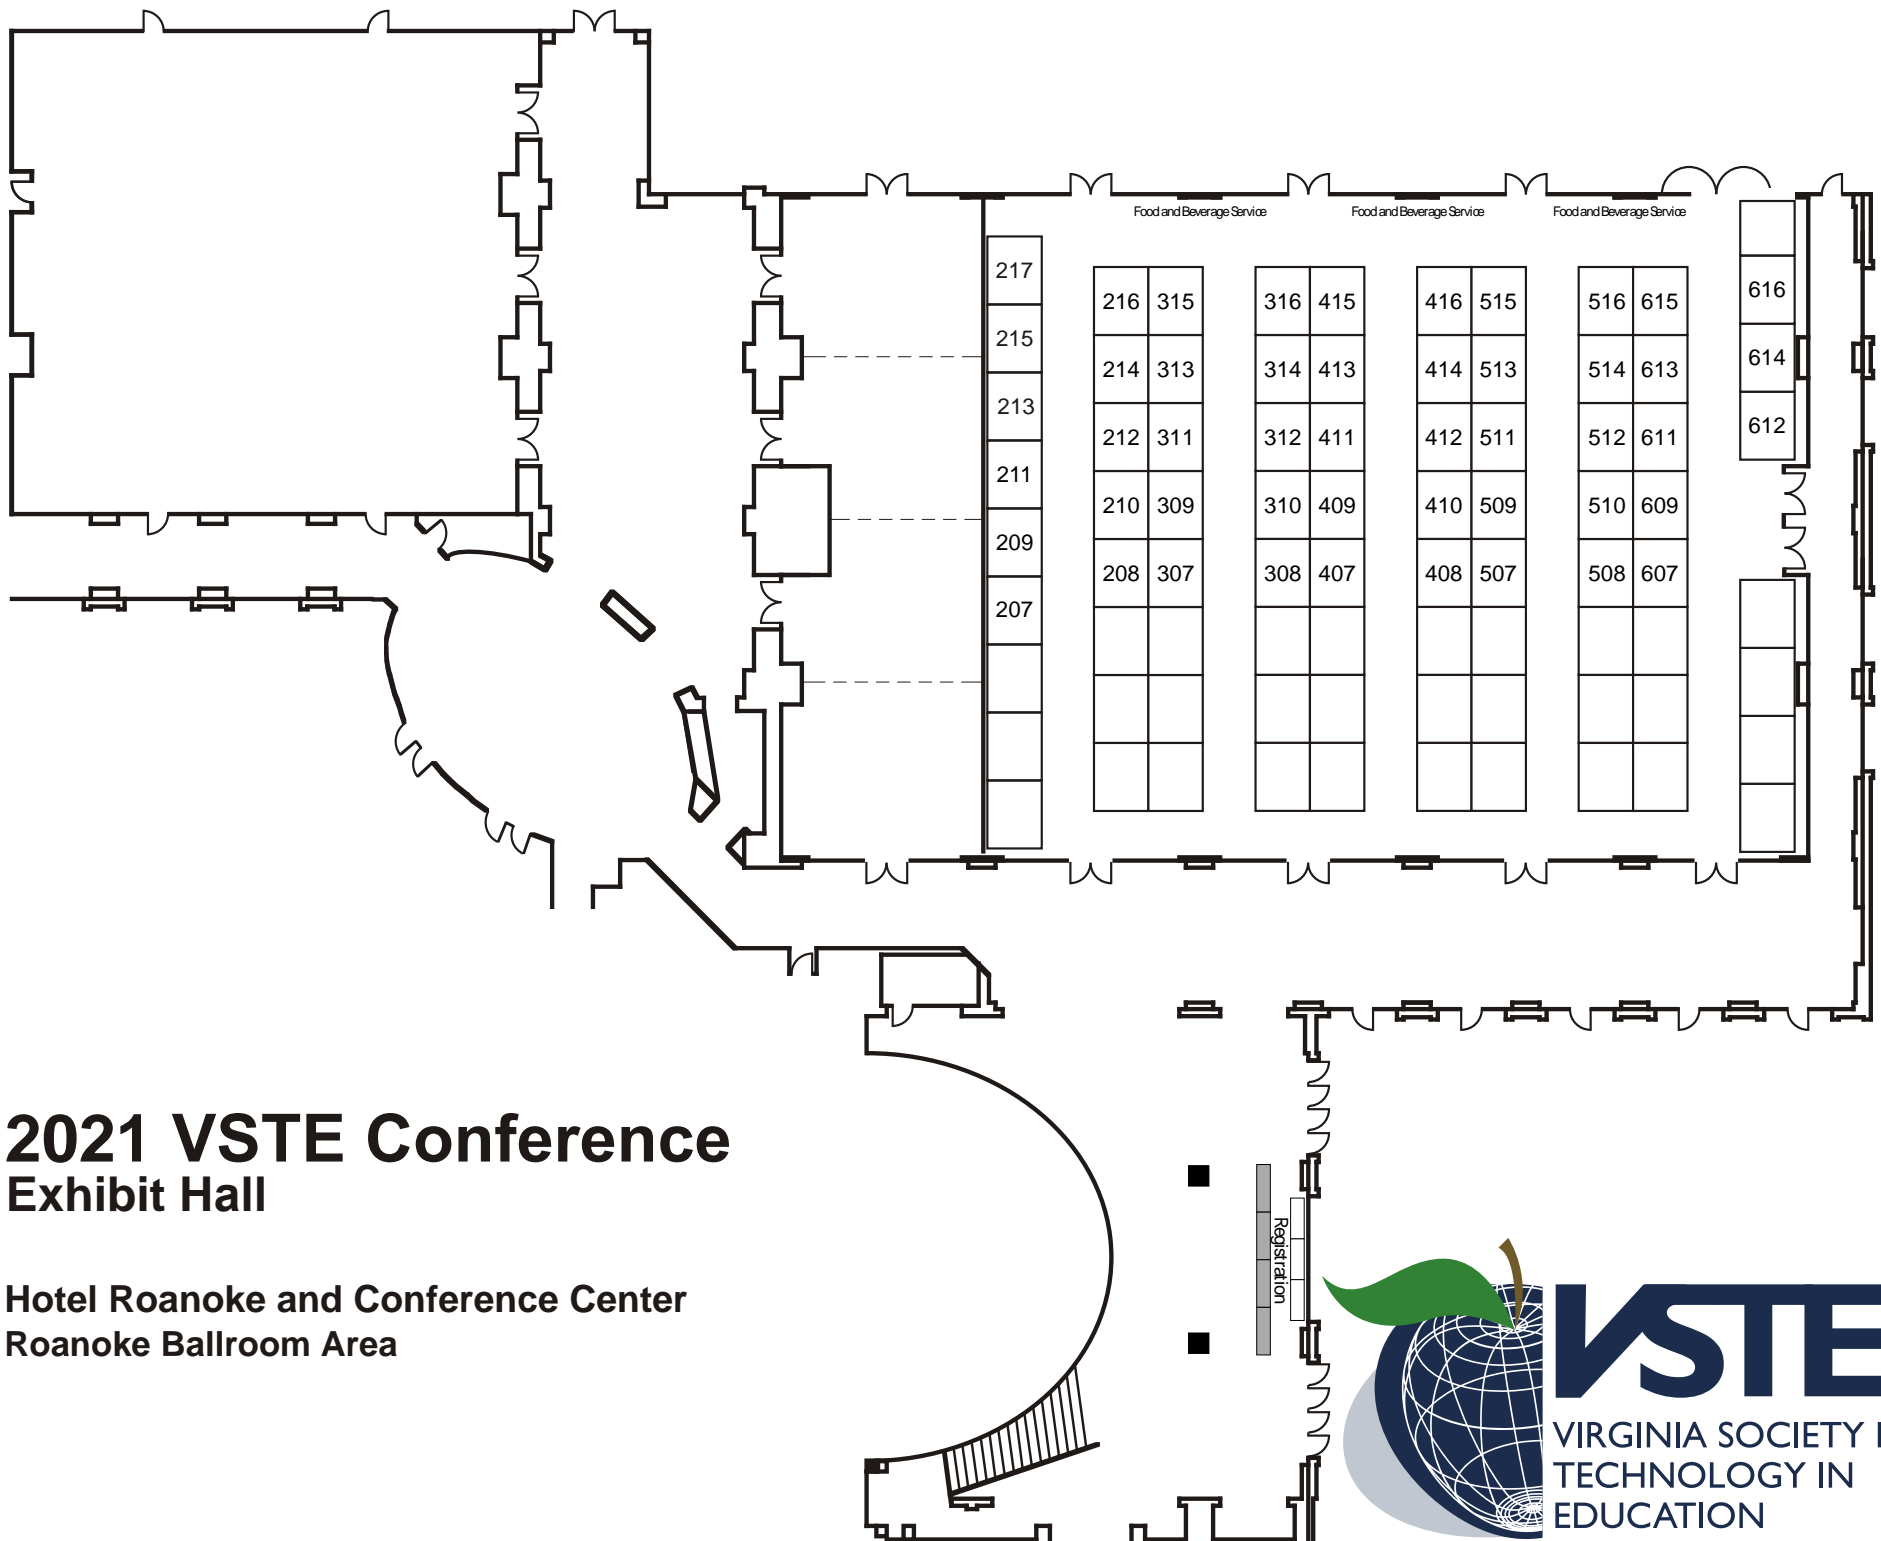 Food and Beverage Service Food and Beverage Service Food and Beverage Service
217
216 315 316 415 416 515 516 615 616
215
214 313 314 413 414 513 514 613 614
213
212 311 312 411 412 511 512 611 612
211
210 309 310 409 410 509 510 609
209
208 307 308 407 408 507 508 607
207
2021 VSTE Conference
Exhibit Hall
Hotel Roanoke and Conference Center
Roanoke Ballroom Area
Registration
VSTE
VIRGINIA SOCIETY
TECHNOLOGY IN
EDUCATION